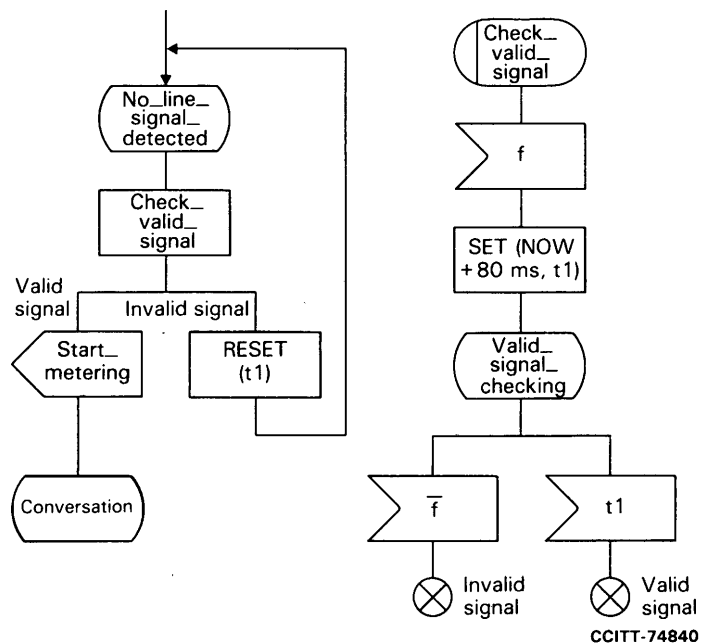 No_line_
signal_
detected
Check_
valid_
signal
Valid
signal
Invalid signal
Start_
metering
RESET
(t1)
Conversation
Check_
valid_
signal
f
SET (NOW
+ 80 ms, t1)
Valid_
signal_
checking
f̅
t1
Invalid
signal
Valid
signal
CCITT-74840